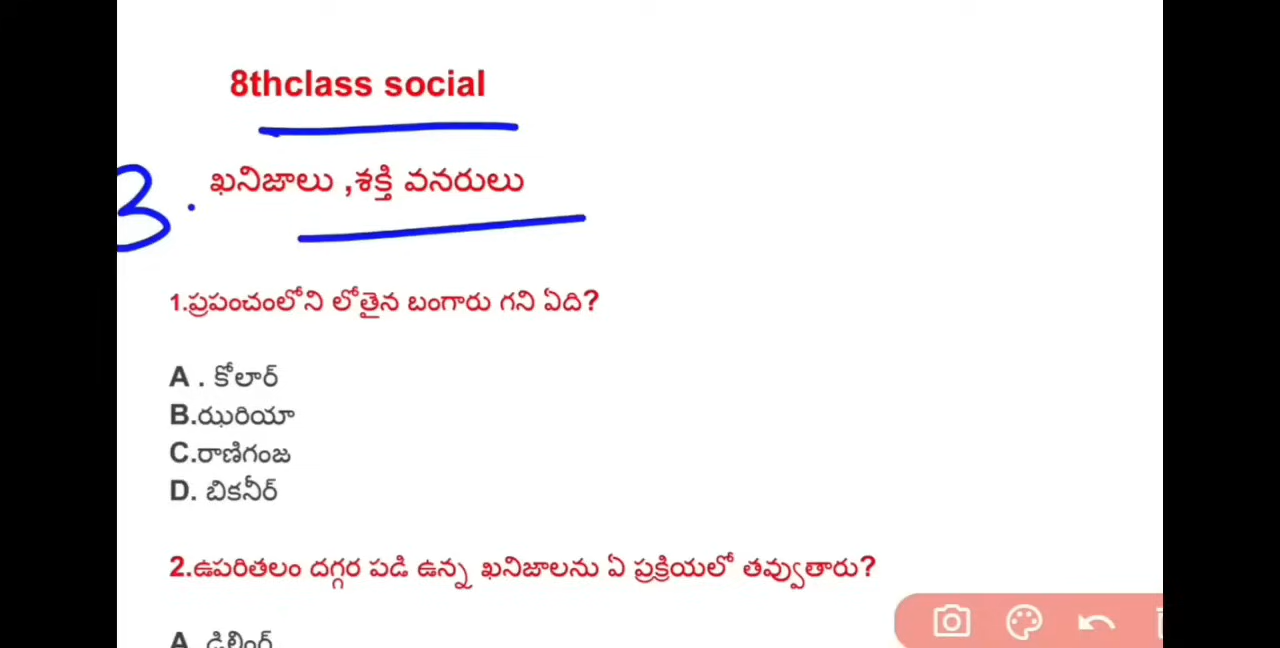 8thclass social
3. ఖనిజాలు ,శక్తి వనరులు
1.ప్రపంచంలోని లోతైన బంగారు గని ఏది?
A . కోలార్
B.ఝరియా
C.రాణిగంజ
D. బికనీర్
2.ఉపరితలం దగ్గర పడి ఉన్న ఖనిజాలను ఏ ప్రక్రియలో తవ్వుతారు?
A. డ్రిల్లింగ్